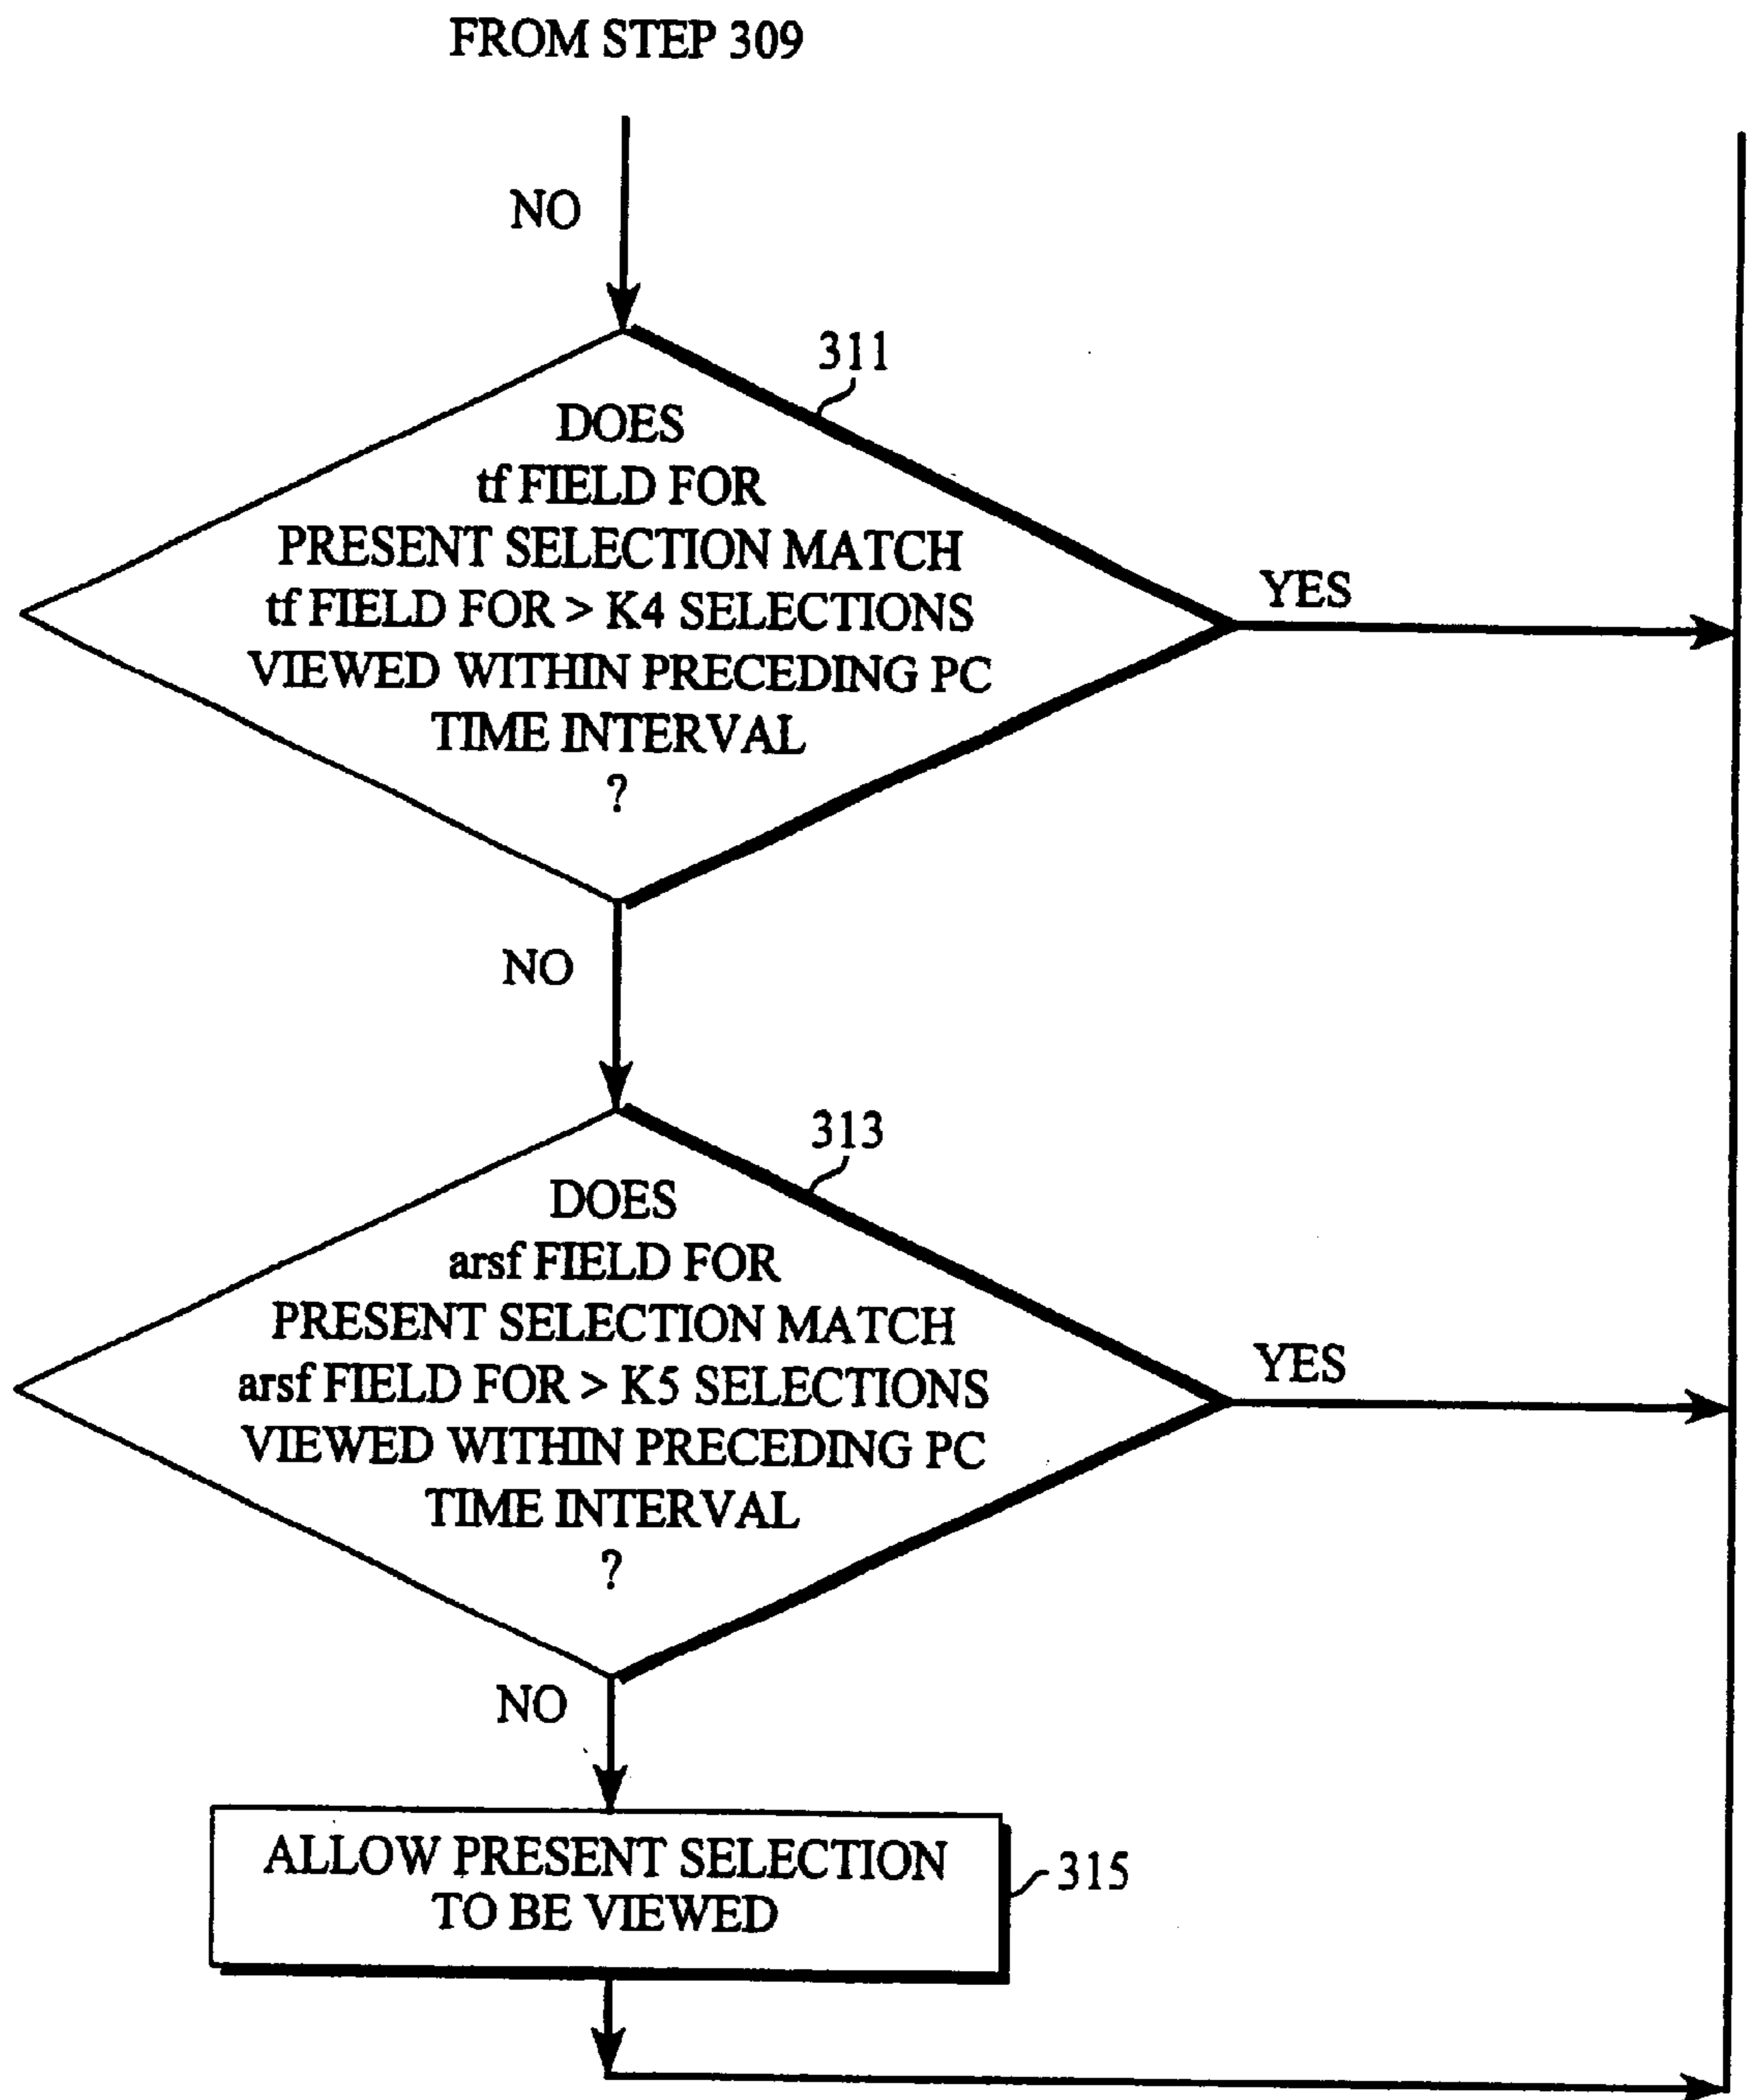 FROM STEP 309
NO
311
DOES
tf FIELD FOR
PRESENT SELECTION MATCH
tf FIELD FOR > K4 SELECTIONS
VIEWED WITHIN PRECEDING PC
TIME INTERVAL
?
YES
NO
313
DOES
arsf FIELD FOR
PRESENT SELECTION MATCH
arsf FIELD FOR > K5 SELECTIONS
VIEWED WITHIN PRECEDING PC
TIME INTERVAL
?
YES
NO
ALLOW PRESENT SELECTION
TO BE VIEWED
315